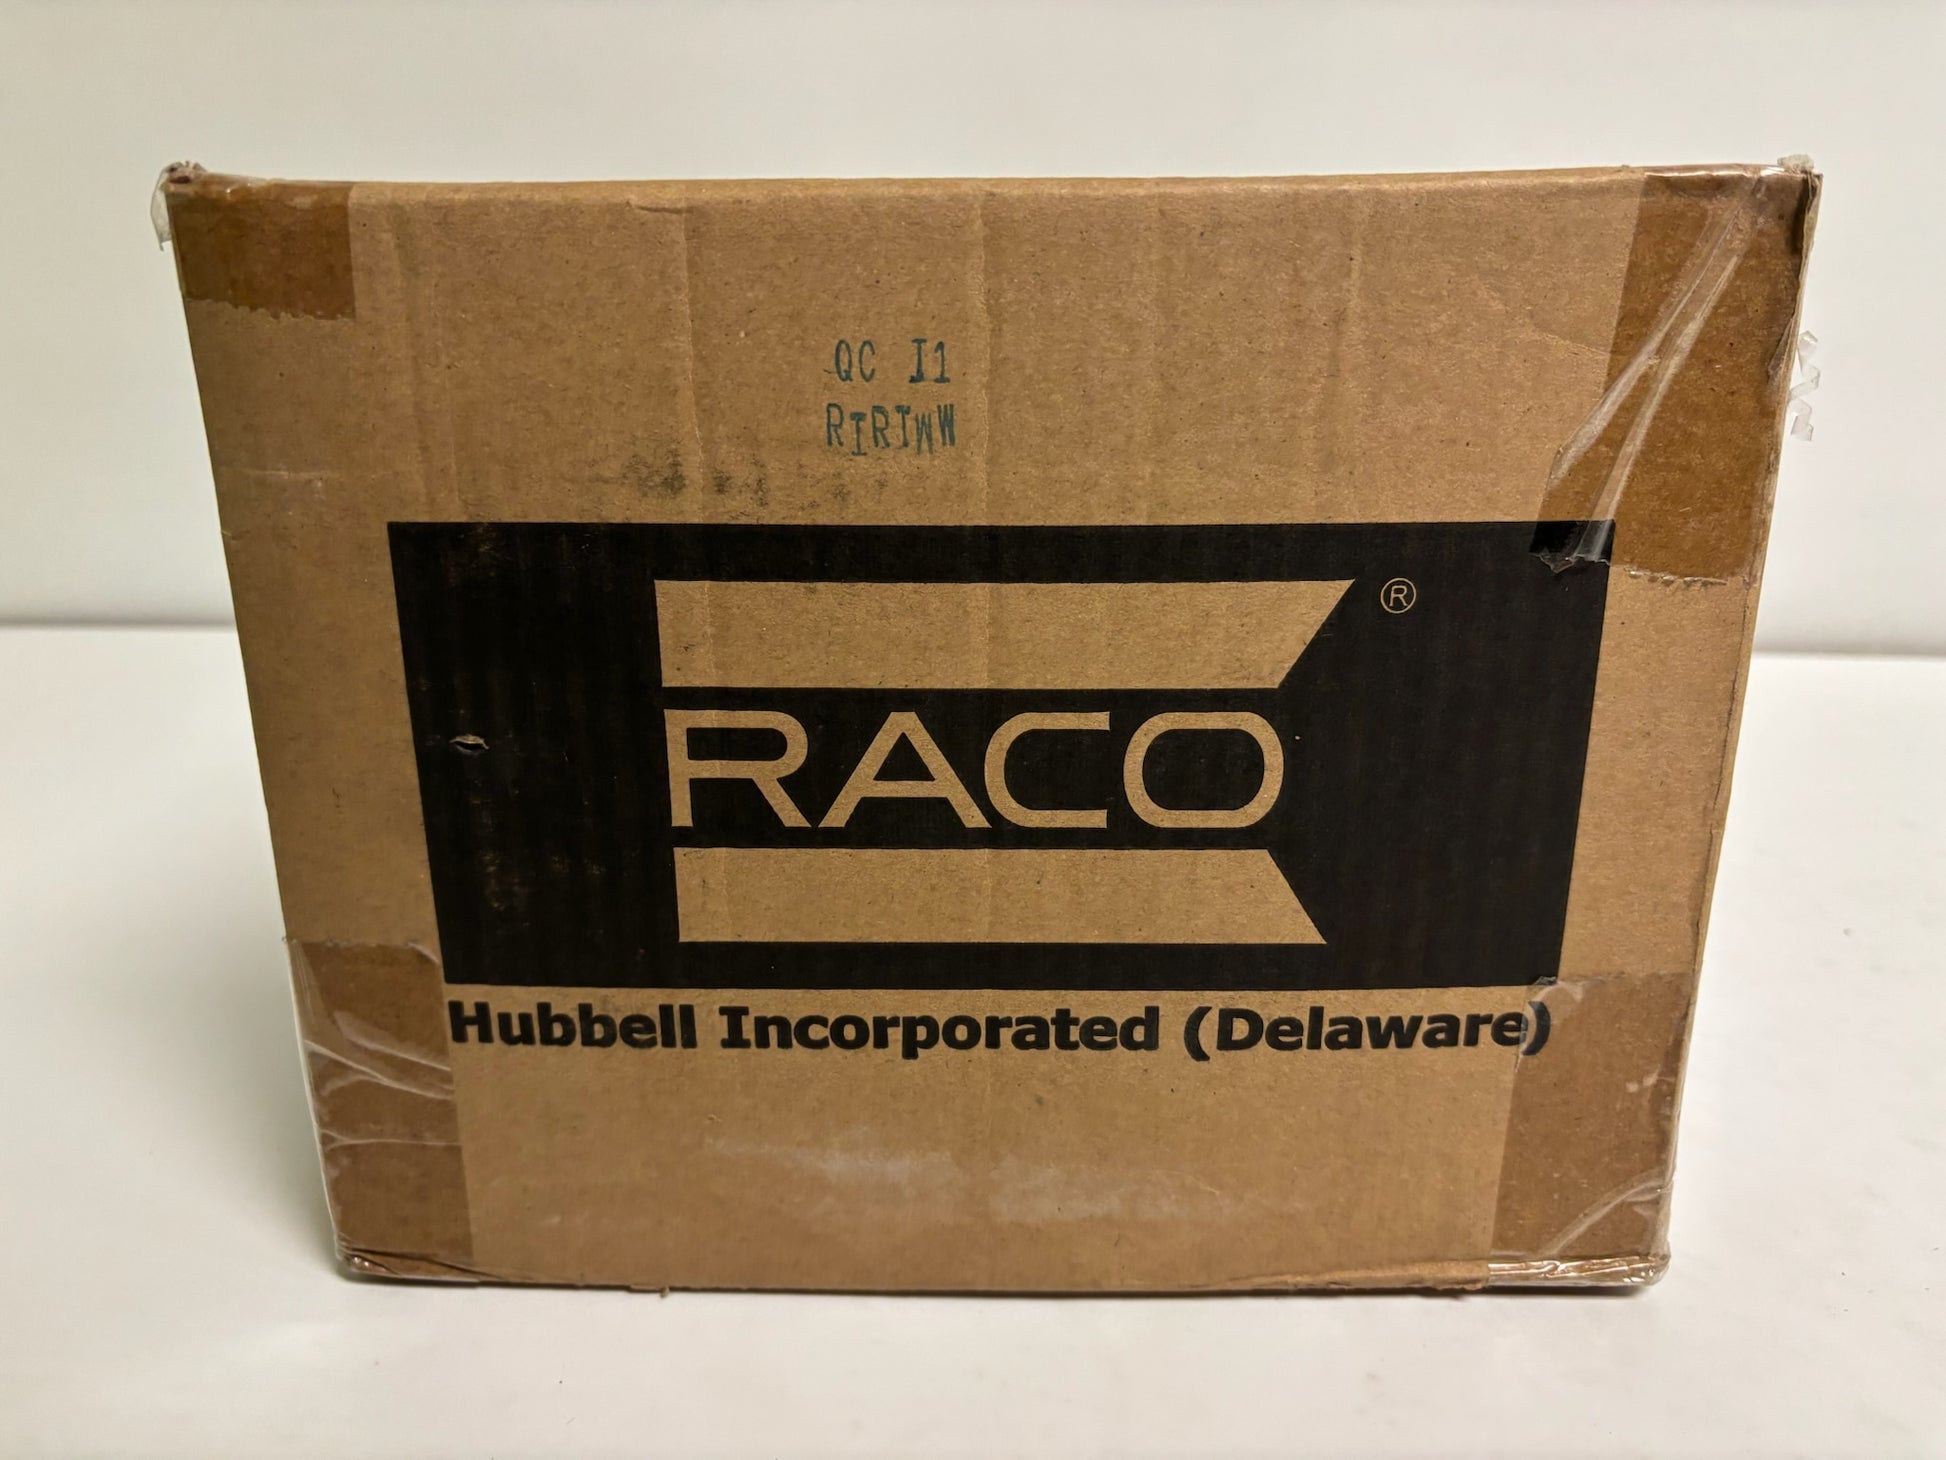 QC I1
RIRIWW
®
RACO
Hubbell Incorporated (Delaware)